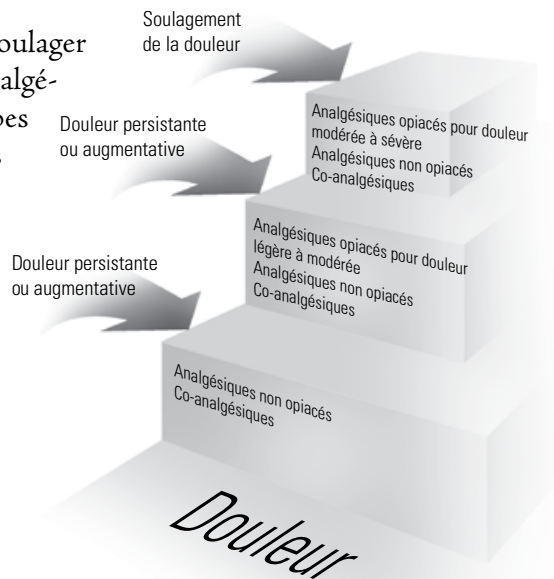 oulager
algé-
pes
s
Soulagement
de la douleur
Douleur persistante
ou augmentative
Douleur persistante
ou augmentative
Analgésiques opiacés pour douleur
modérée à sévère
Analgésiques non opiacés
Co-analgésiques
Analgésiques opiacés pour douleur
légère à modérée
Analgésiques non opiacés
Co-analgésiques
Analgésiques non opiacés
Co-analgésiques
Douleur